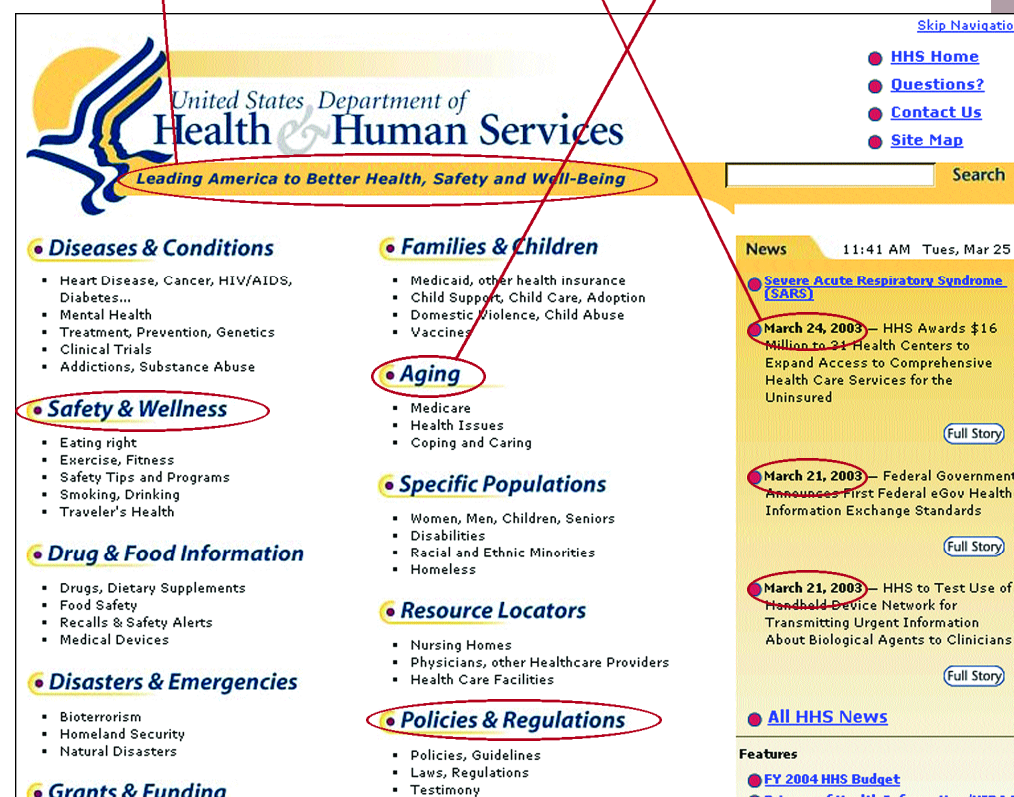 Skip Navigatio
HHS Home
Questions?
Contact Us
Site Map
United States Department of
Health & Human Services
Leading America to Better Health, Safety and Well-Being
Search
Diseases & Conditions
Heart Disease, Cancer, HIV/AIDS,
Diabetes...
Mental Health
Treatment, Prevention, Genetics
Clinical Trials
Addictions, Substance Abuse
Safety & Wellness
Eating right
Exercise, Fitness
Safety Tips and Programs
Smoking, Drinking
Traveler's Health
Drug & Food Information
Drugs, Dietary Supplements
Food Safety
Recalls & Safety Alerts
Medical Devices
Disasters & Emergencies
Bioterrorism
Homeland Security
Natural Disasters
Grants & Funding
Families & Children
Medicaid, other health insurance
Child Support, Child Care, Adoption
Domestic Violence, Child Abuse
Vaccines
Aging
Medicare
Health Issues
Coping and Caring
Specific Populations
Women, Men, Children, Seniors
Disabilities
Racial and Ethnic Minorities
Homeless
Resource Locators
Nursing Homes
Physicians, other Healthcare Providers
Health Care Facilities
Policies & Regulations
Policies, Guidelines
Laws, Regulations
Testimony
News 11:41 AM Tues, Mar 25
Severe Acute Respiratory Syndrome
(SARS)
March 24, 2003 — HHS Awards $16
Million to 31 Health Centers to
Expand Access to Comprehensive
Health Care Services for the
Uninsured
Full Story
March 21, 2003 — Federal Government
Announces First Federal eGov Health
Information Exchange Standards
Full Story
March 21, 2003 — HHS to Test Use of
Handheld Device Network for
Transmitting Urgent Information
About Biological Agents to Clinicians
Full Story
All HHS News
Features
FY 2004 HHS Budget